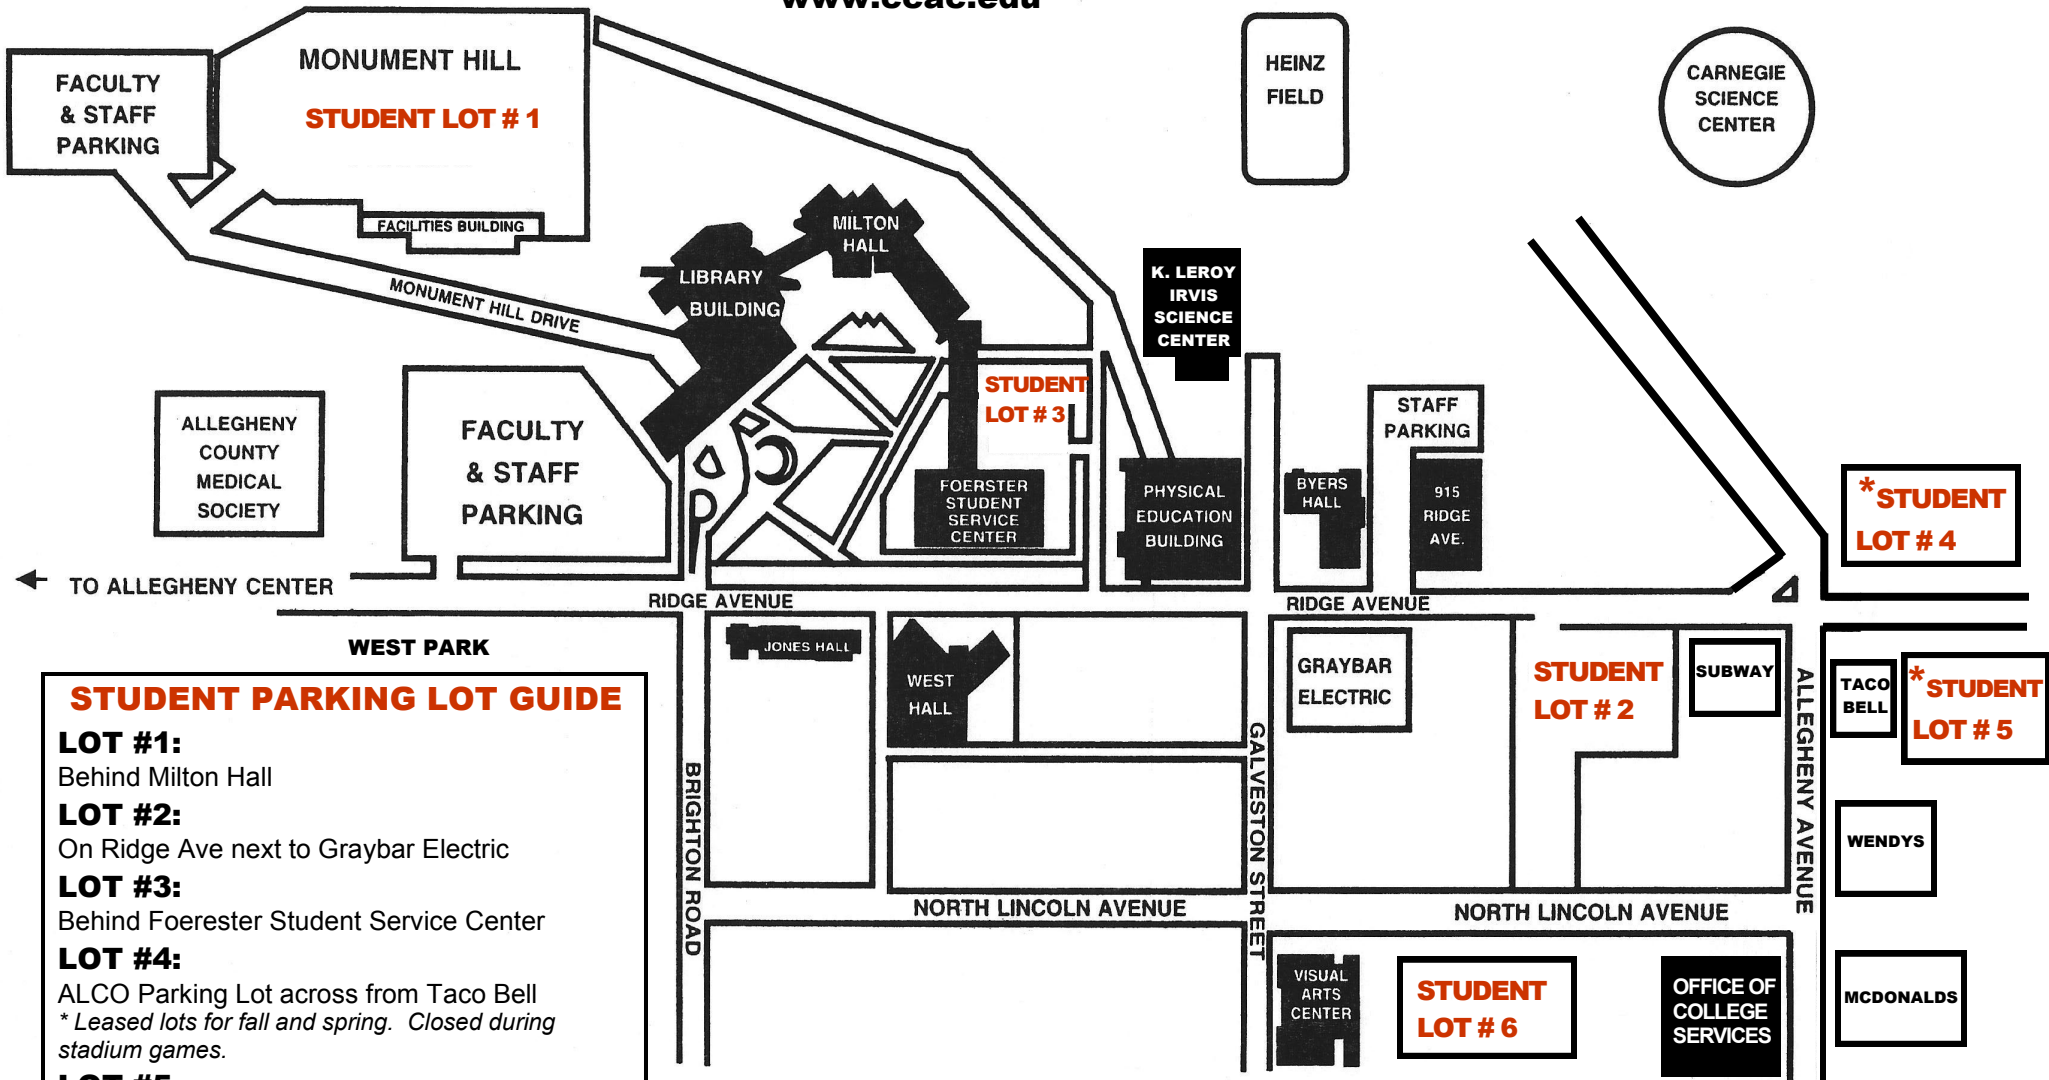 www.ccac.edu
MONUMENT HILL
STUDENT LOT # 1
FACULTY
& STAFF
PARKING
HEINZ
FIELD
CARNEGIE
SCIENCE
CENTER
FACILITIES BUILDING
MILTON
HALL
LIBRARY
BUILDING
MONUMENT HILL DRIVE
K. LEROY
IRVIS
SCIENCE
CENTER
STUDENT
LOT # 3
ALLEGHENY
COUNTY
MEDICAL
SOCIETY
FACULTY
& STAFF
PARKING
STAFF
PARKING
FOERSTER
STUDENT
SERVICE
CENTER
PHYSICAL
EDUCATION
BUILDING
BYERS
HALL
915
RIDGE
AVE.
*STUDENT
LOT # 4
TO ALLEGHENY CENTER
RIDGE AVENUE
RIDGE AVENUE
WEST PARK
JONES HALL
WEST
HALL
GRAYBAR
ELECTRIC
STUDENT
LOT # 2
SUBWAY
TACO
BELL
*STUDENT
LOT # 5
BRIGHTON ROAD
GALVESTON STREET
ALLEGHENY AVENUE
WENDYS
NORTH LINCOLN AVENUE
NORTH LINCOLN AVENUE
VISUAL
ARTS
CENTER
STUDENT
LOT # 6
OFFICE OF
COLLEGE
SERVICES
MCDONALDS
STUDENT PARKING LOT GUIDE
LOT #1:
Behind Milton Hall
LOT #2:
On Ridge Ave next to Graybar Electric
LOT #3:
Behind Foerester Student Service Center
LOT #4:
ALCO Parking Lot across from Taco Bell
* Leased lots for fall and spring. Closed during
stadium games.
LOT #5